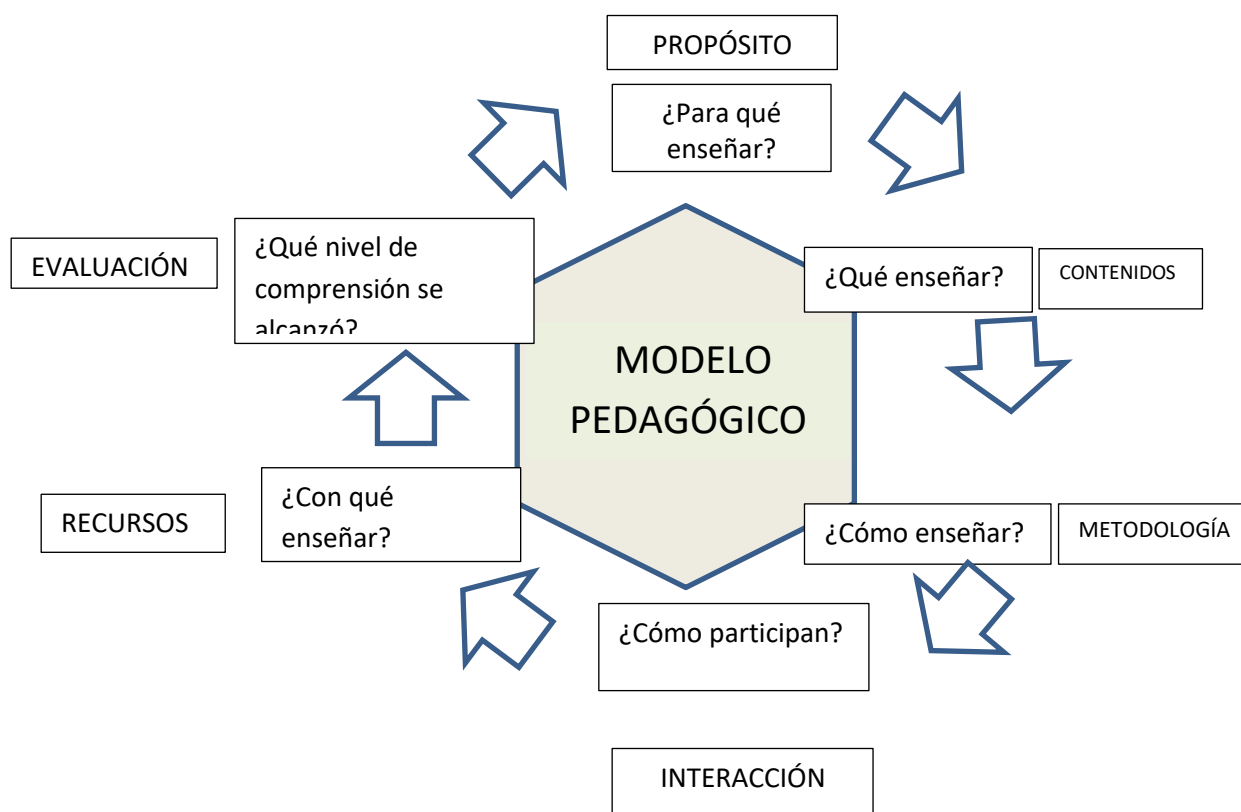 PROPÓSITO
¿Para qué
enseñar?
¿Qué enseñar?
CONTENIDOS
¿Cómo enseñar?
METODOLOGÍA
¿Cómo participan?
INTERACCIÓN
¿Con qué
enseñar?
RECURSOS
¿Qué nivel de
comprensión se
alcanzó?
EVALUACIÓN
MODELO
PEDAGÓGICO